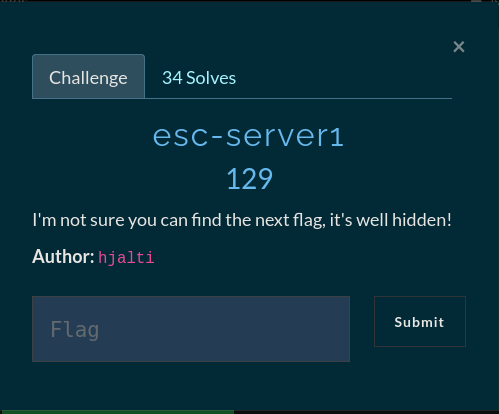 ×
Challenge 34 Solves
esc-server1
129
I'm not sure you can find the next flag, it's well hidden!
Author: hjalti
Flag Submit